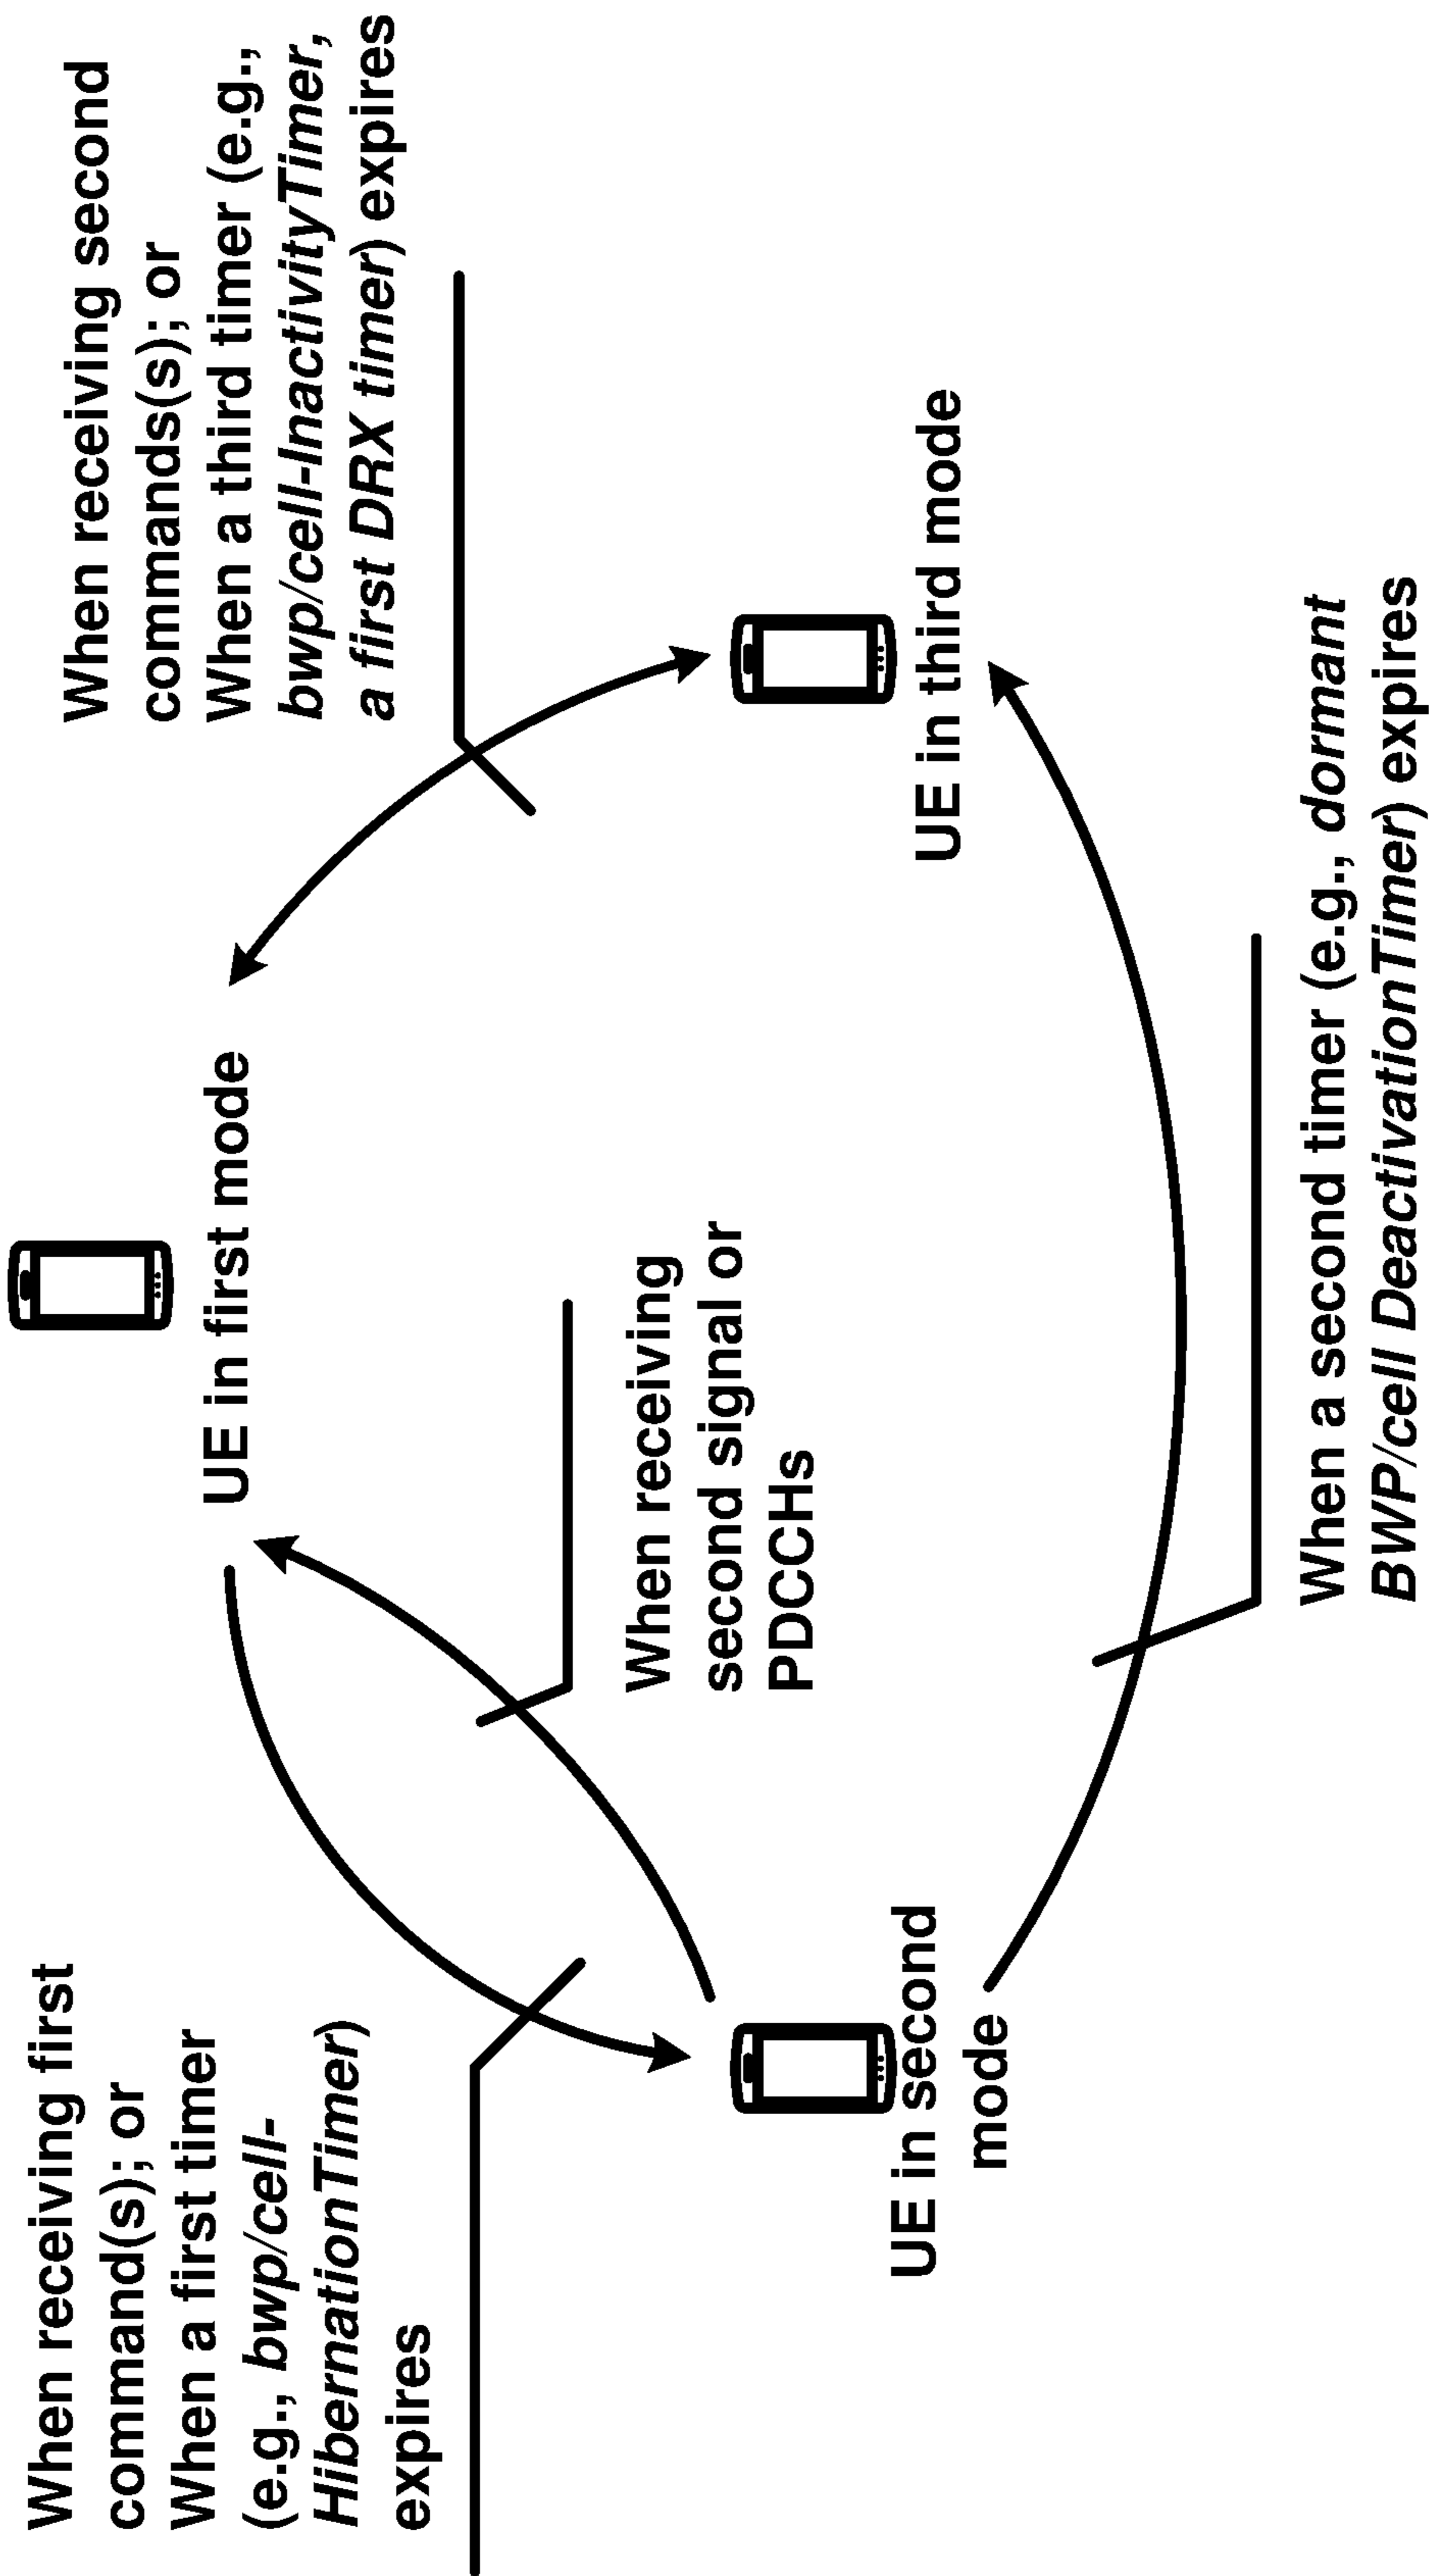 When receiving first
command(s); or
When a first timer
(e.g., bwp/cell-
HibernationTimer)
expires
UE in first mode
When receiving second
commands(s); or
When a third timer (e.g.,
bwp/cell-InactivityTimer,
a first DRX timer) expires
When receiving
second signal or
PDCCHs
UE in second
mode
UE in third mode
When a second timer (e.g., dormant
BWP/cell DeactivationTimer) expires